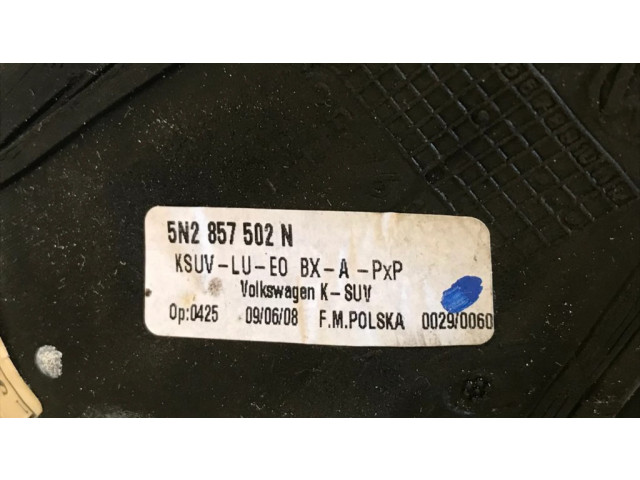 5N2 857 502 N
KSUV-LU-EO BX-A-PxP
Volkswagen K-SUV
Op:0425 09/06/08 F.M.POLSKA 0029/0060